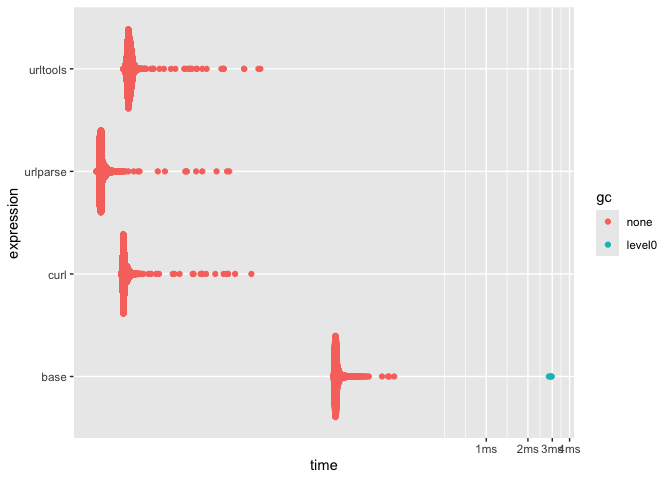 urltools
urlparse
curl
base
expression
1ms
2ms
3ms
4ms
time
gc
none
level0